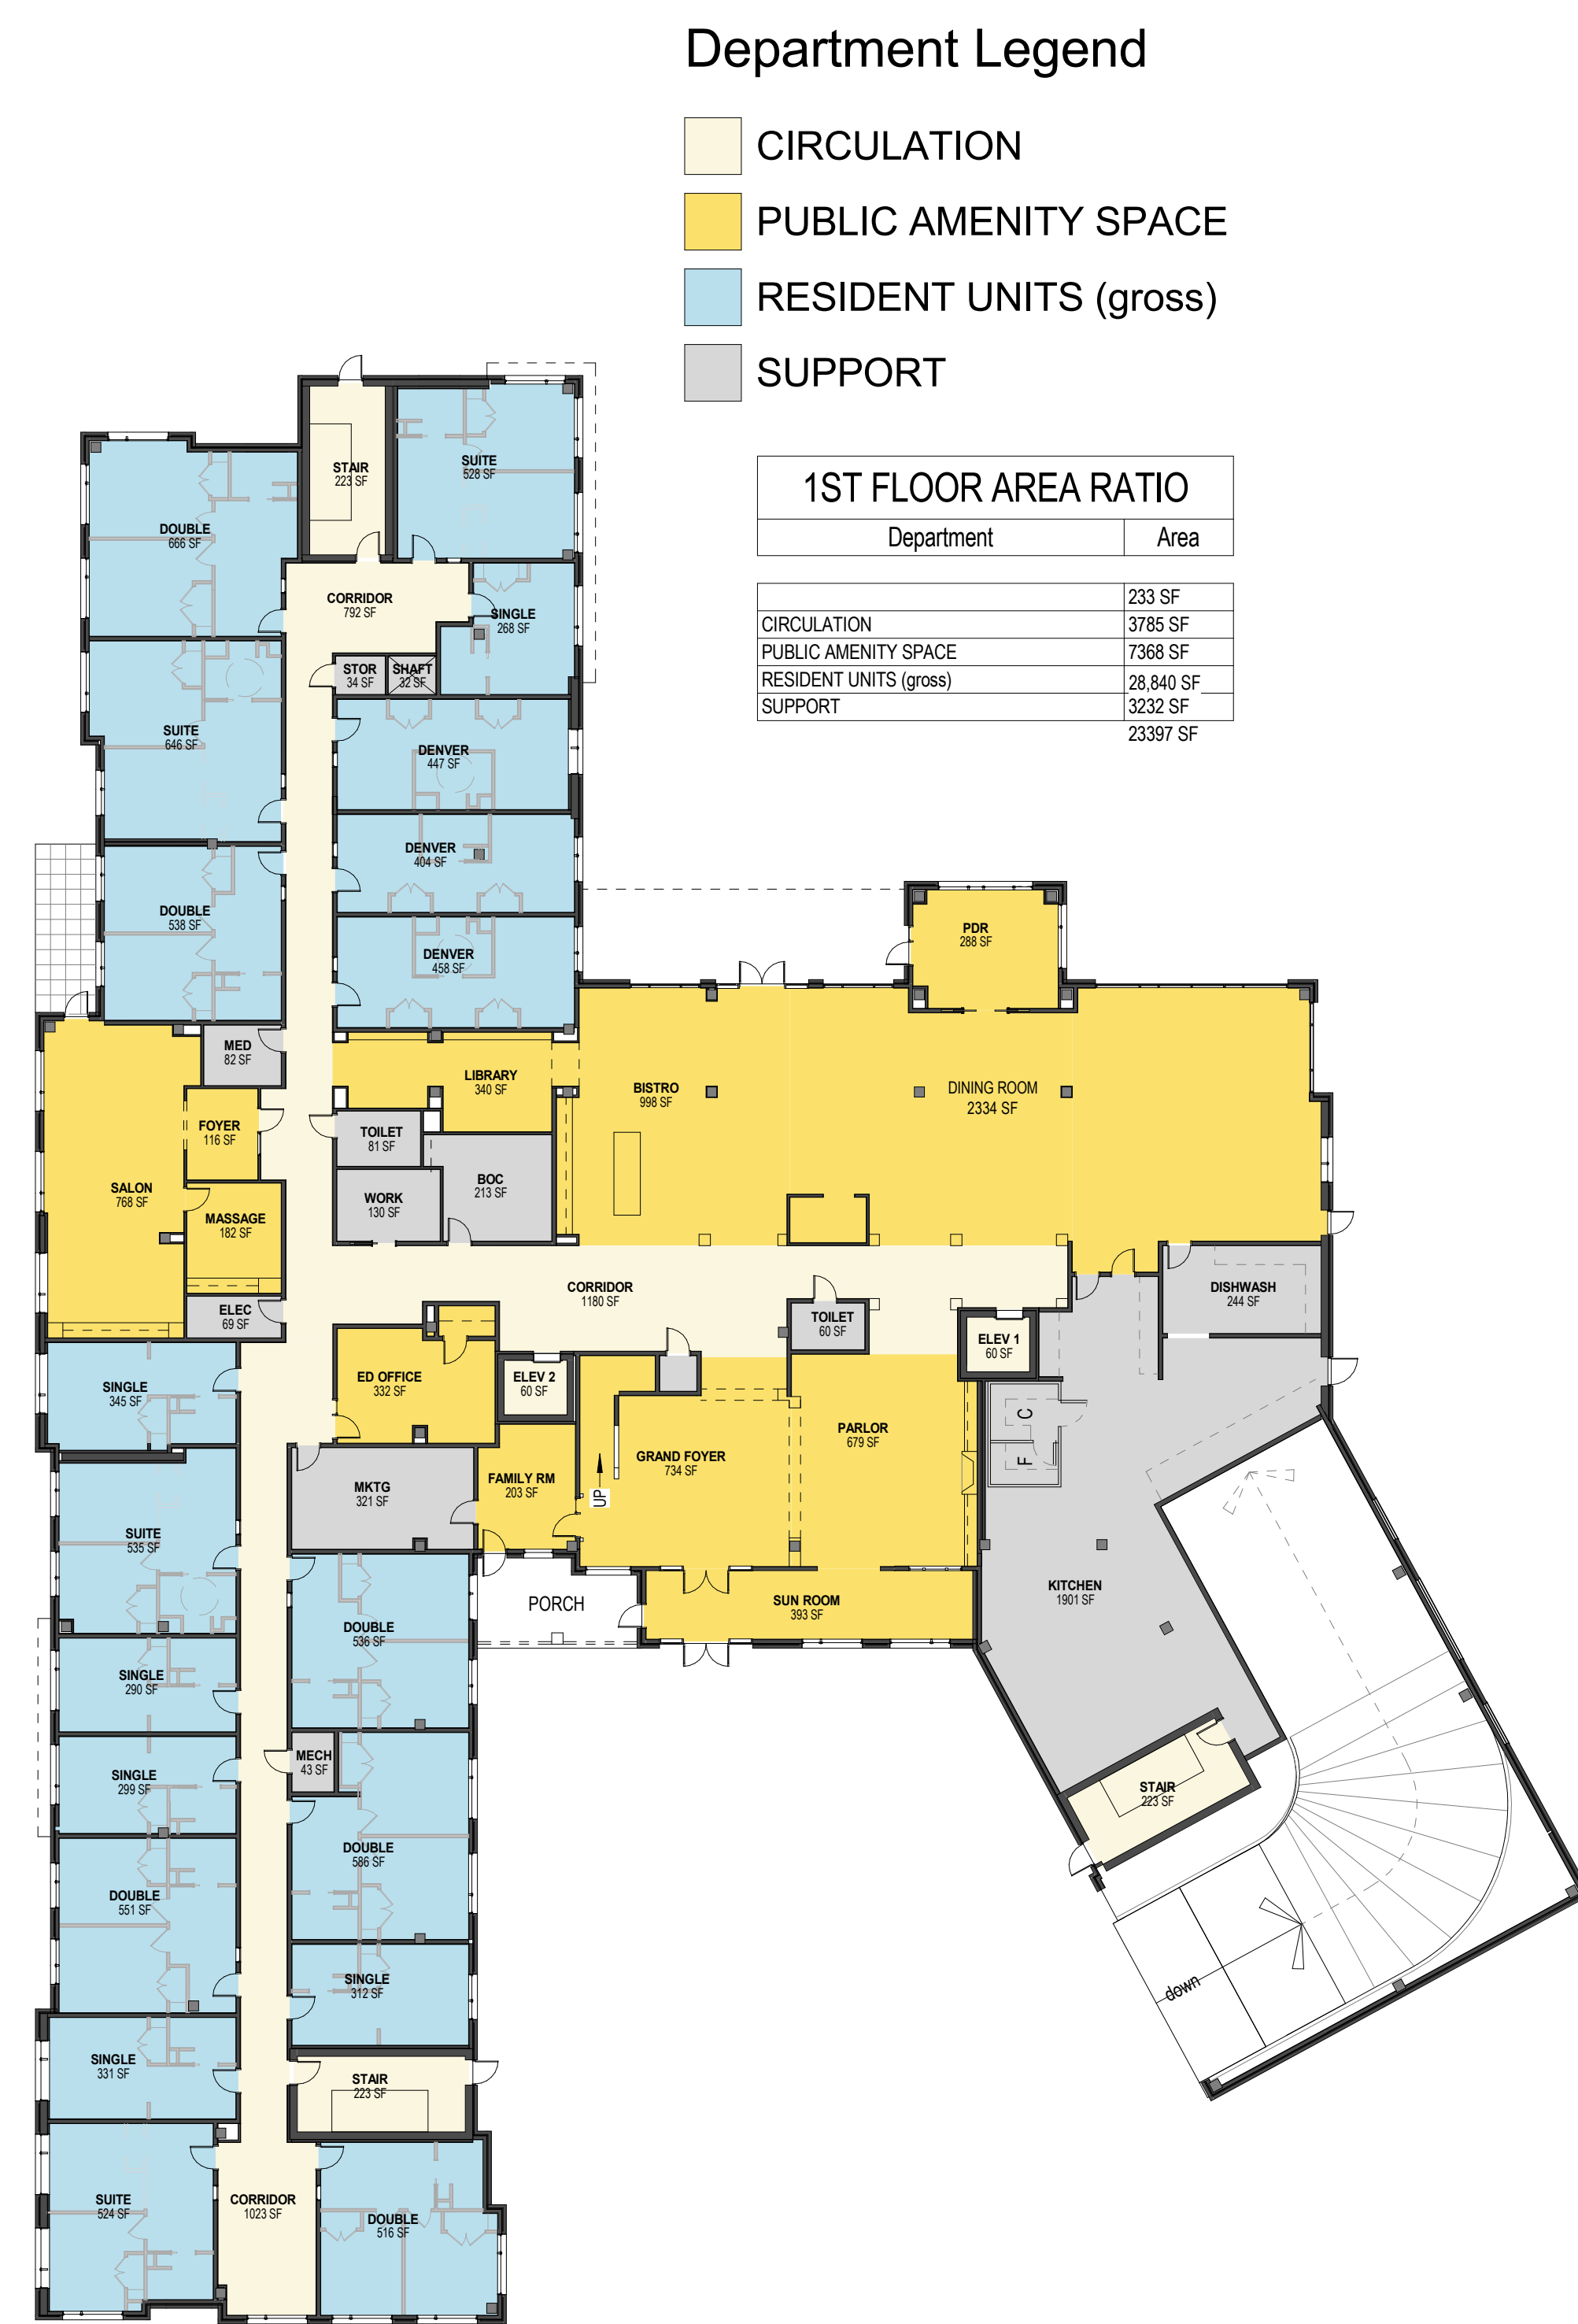 Department Legend
CIRCULATION
PUBLIC AMENITY SPACE
RESIDENT UNITS (gross)
SUPPORT
1ST FLOOR AREA RATIO
Department Area
233 SF
CIRCULATION 3785 SF
PUBLIC AMENITY SPACE 7368 SF
RESIDENT UNITS (gross) 28,840 SF
SUPPORT 3232 SF
23397 SF
STAIR
223 SF
SUITE
528 SF
DOUBLE
666 SF
CORRIDOR
792 SF
SINGLE
268 SF
STOR
34 SF
SHAFT
32 SF
SUITE
646 SF
DENVER
447 SF
DENVER
404 SF
DOUBLE
538 SF
DENVER
458 SF
PDR
288 SF
MED
82 SF
LIBRARY
340 SF
BISTRO
998 SF
DINING ROOM
2334 SF
FOYER
116 SF
TOILET
81 SF
BOC
213 SF
SALON
768 SF
WORK
130 SF
MASSAGE
182 SF
CORRIDOR
1180 SF
DISHWASH
244 SF
ELEC
69 SF
TOILET
60 SF
ELEV 1
60 SF
SINGLE
345 SF
ED OFFICE
332 SF
ELEV 2
60 SF
C
F
PARLOR
679 SF
GRAND FOYER
734 SF
UP
FAMILY RM
203 SF
MKTG
321 SF
SUITE
535 SF
KITCHEN
1901 SF
PORCH
SUN ROOM
393 SF
DOUBLE
536 SF
SINGLE
290 SF
MECH
43 SF
SINGLE
299 SF
STAIR
223 SF
DOUBLE
586 SF
DOUBLE
551 SF
SINGLE
312 SF
down
SINGLE
331 SF
STAIR
223 SF
SUITE
524 SF
CORRIDOR
1023 SF
DOUBLE
516 SF